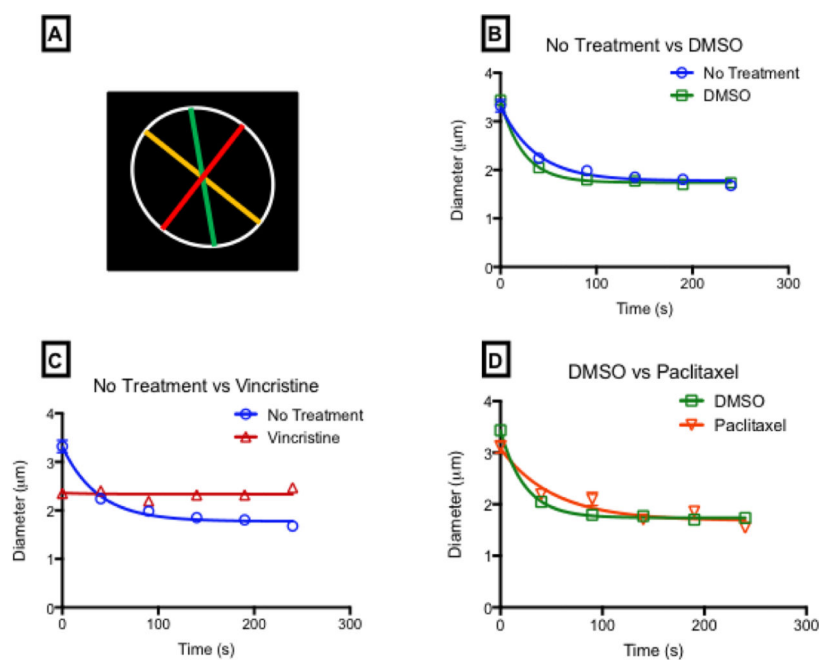 A
B
No Treatment vs DMSO
No Treatment
DMSO
4
3
2
1
0
Diameter (μm)
0 100 200 300
Time (s)
C
No Treatment vs Vincristine
No Treatment
Vincristine
4
3
2
1
0
Diameter (μm)
0 100 200 300
Time (s)
D
DMSO vs Paclitaxel
DMSO
Paclitaxel
4
3
2
1
0
Diameter (μm)
0 100 200 300
Time (s)